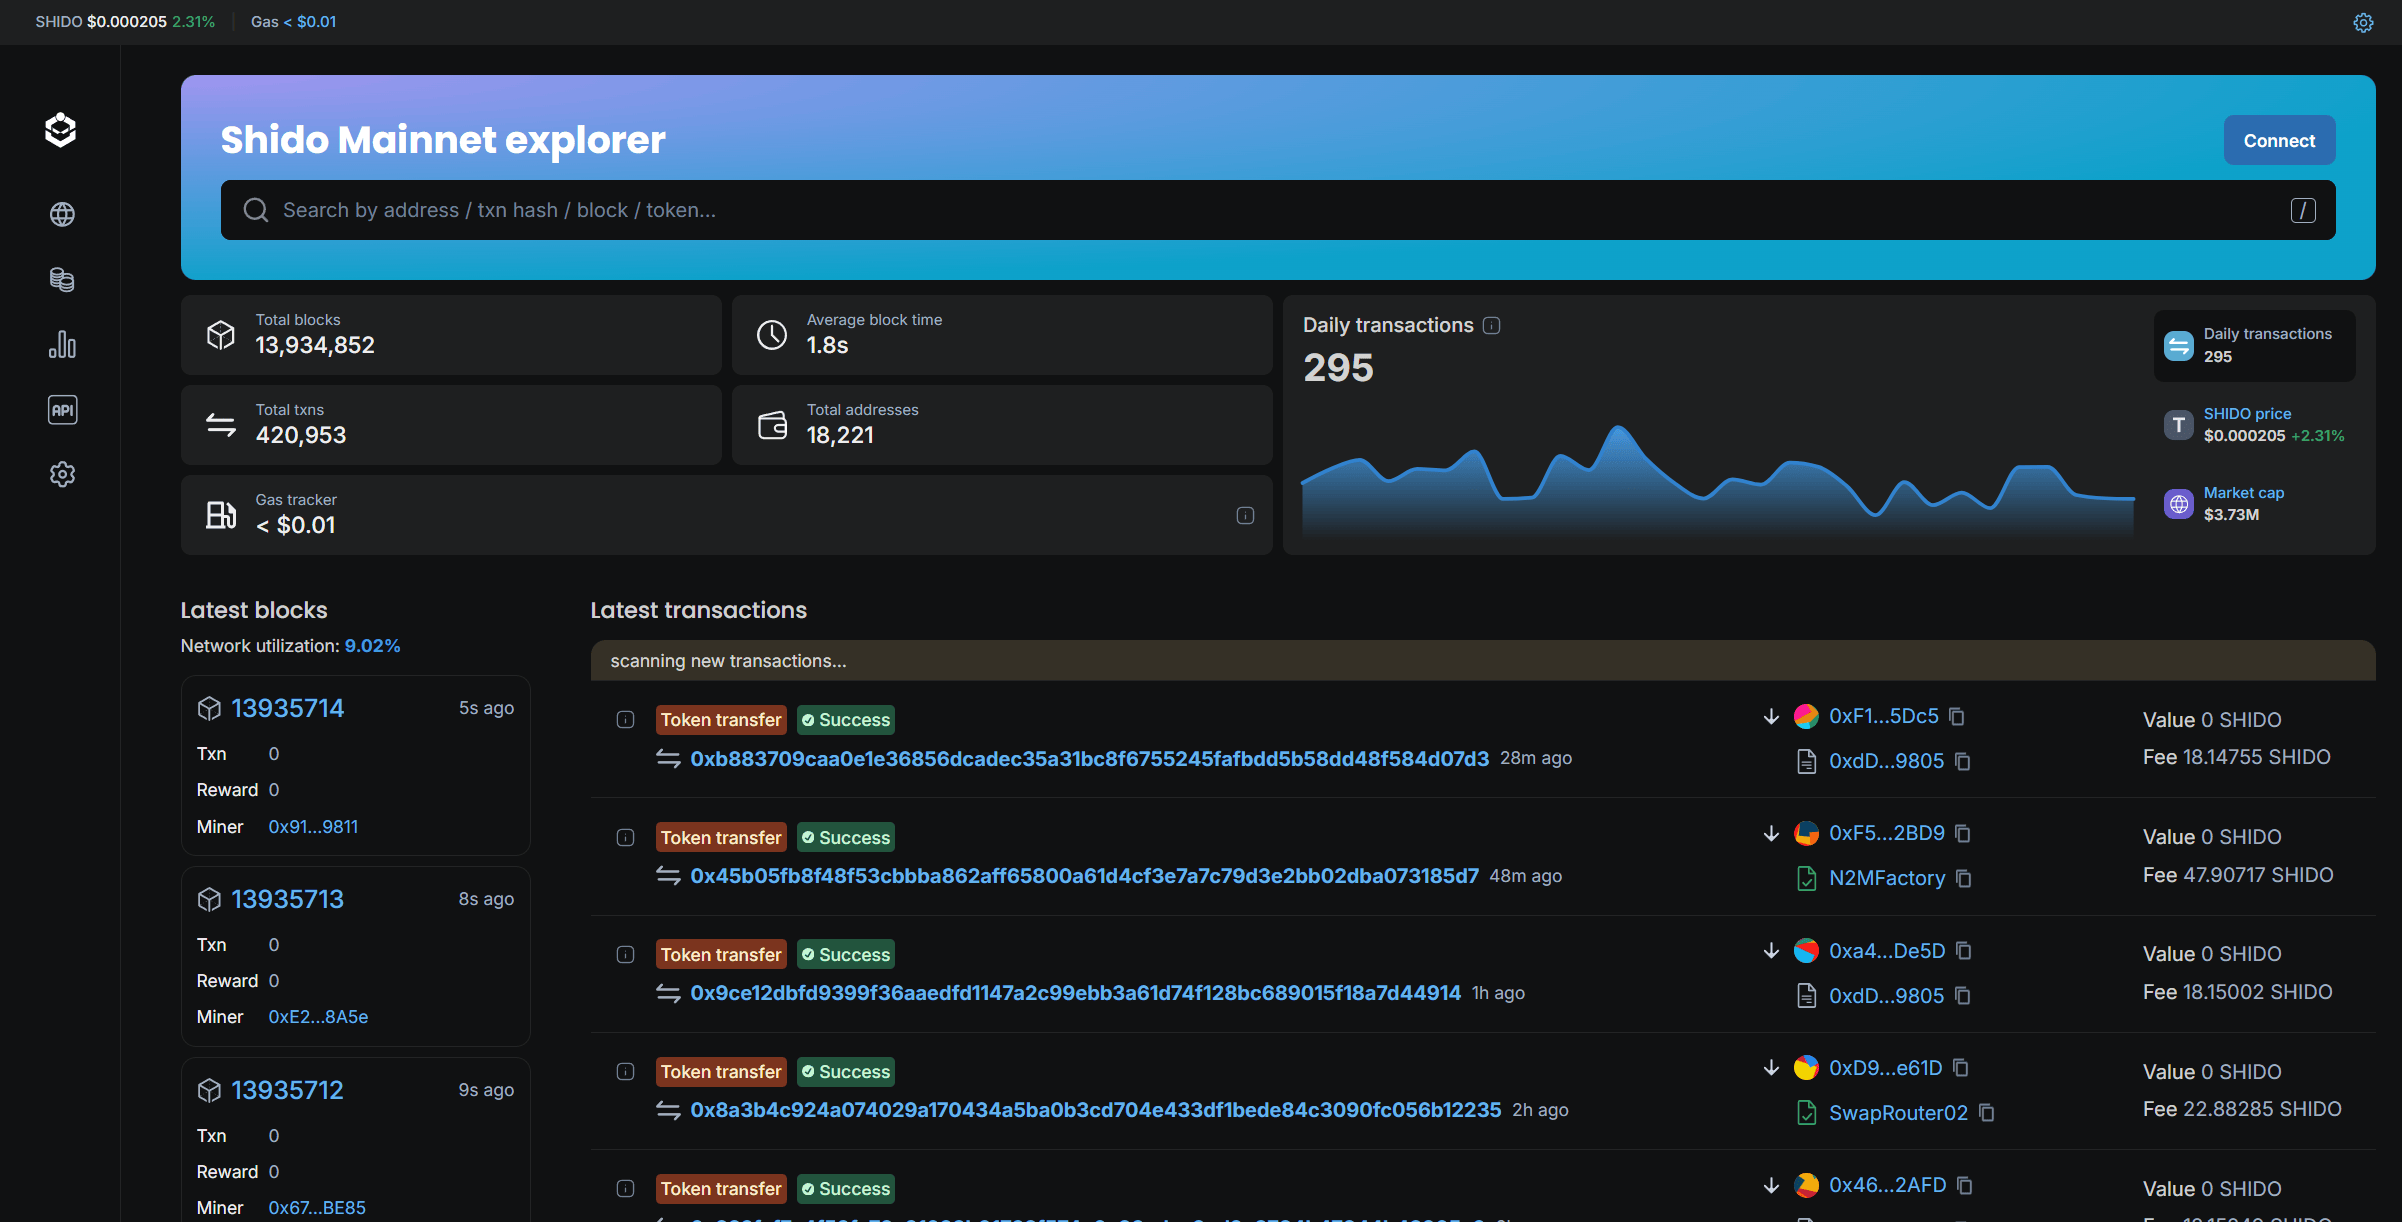 SHIDO $0.000205 2.31% Gas < $0.01
Shido Mainnet explorer
Connect
Search by address / txn hash / block / token...
/
Total blocks
13,934,852
Average block time
1.8s
Total txns
420,953
Total addresses
18,221
Gas tracker
< $0.01
Daily transactions
295
Daily transactions
295
T
SHIDO price
$0.000205 +2.31%
Market cap
$3.73M
API
Latest blocks
Network utilization: 9.02%
13935714 5s ago
Txn 0
Reward 0
Miner 0x91...9811
13935713 8s ago
Txn 0
Reward 0
Miner 0xE2...8A5e
13935712 9s ago
Txn 0
Reward 0
Miner 0x67...BE85
Latest transactions
scanning new transactions...
Token transfer Success
0xb883709caa0e1e36856dcadec35a31bc8f6755245fafbdd5b58dd48f584d07d3 28m ago
0xF1...5Dc5
0xdD...9805
Value 0 SHIDO
Fee 18.14755 SHIDO
Token transfer Success
0x45b05fb8f48f53cbbba862aff65800a61d4cf3e7a7c79d3e2bb02dba073185d7 48m ago
0xF5...2BD9
N2MFactory
Value 0 SHIDO
Fee 47.90717 SHIDO
Token transfer Success
0x9ce12dbfd9399f36aaedfd1147a2c99ebb3a61d74f128bc689015f18a7d44914 1h ago
0xa4...De5D
0xdD...9805
Value 0 SHIDO
Fee 18.15002 SHIDO
Token transfer Success
0x8a3b4c924a074029a170434a5ba0b3cd704e433df1bede84c3090fc056b12235 2h ago
0xD9...e61D
SwapRouter02
Value 0 SHIDO
Fee 22.88285 SHIDO
Token transfer Success
0x46...2AFD
Value 0 SHIDO